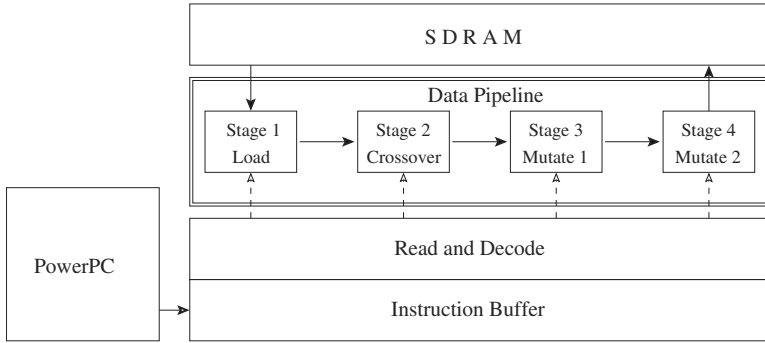 S D R A M
Data Pipeline
Stage 1
Load
Stage 2
Crossover
Stage 3
Mutate 1
Stage 4
Mutate 2
Read and Decode
PowerPC
Instruction Buffer